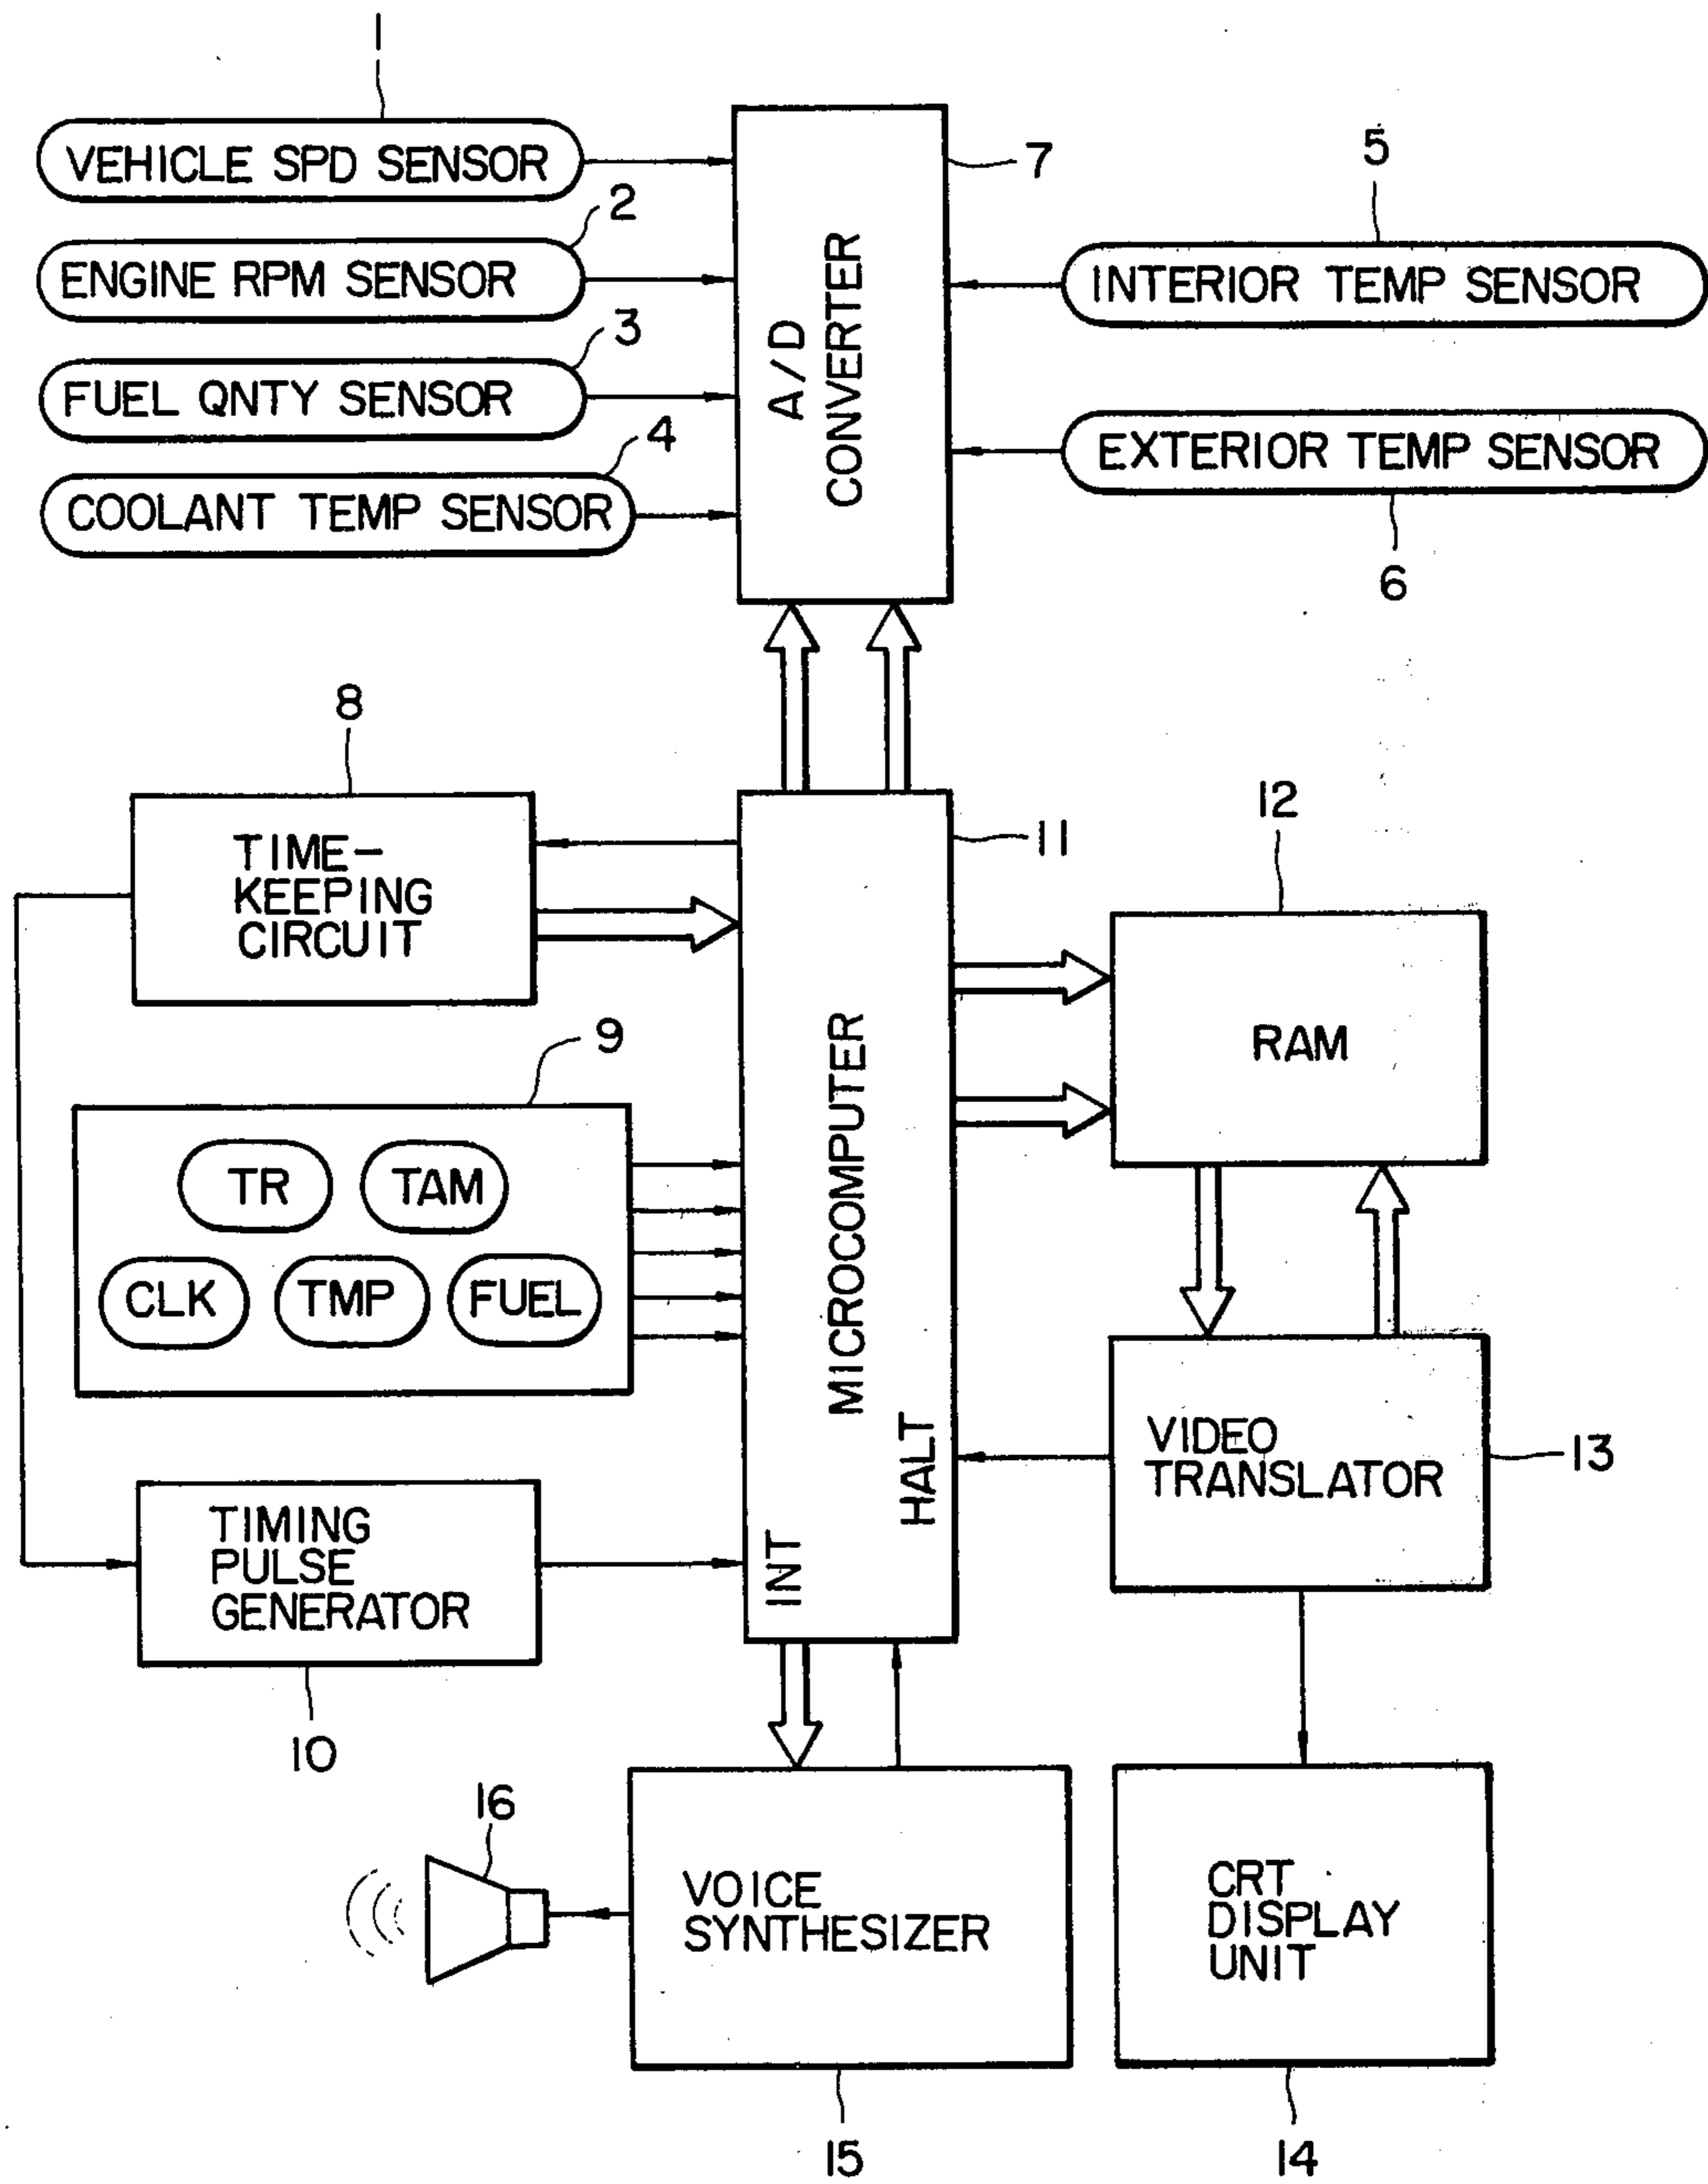 1
VEHICLE SPD SENSOR
2
ENGINE RPM SENSOR
3
FUEL QNTY SENSOR
4
COOLANT TEMP SENSOR
A/D
CONVERTER
7
5
INTERIOR TEMP SENSOR
EXTERIOR TEMP SENSOR
6
8
TIME-
KEEPING
CIRCUIT
9
TR TAM
CLK TMP FUEL
TIMING
PULSE
GENERATOR
10
MICROCOMPUTER
INT
HALT
11
12
RAM
VIDEO
TRANSLATOR
13
16
VOICE
SYNTHESIZER
15
CRT
DISPLAY
UNIT
14